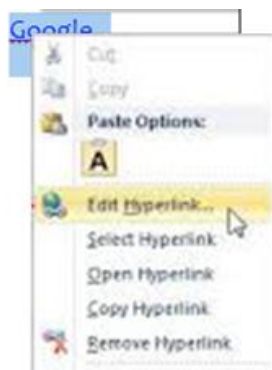 Google
Cut
Copy
Paste Options:
A
Edit Hyperlink...
Select Hyperlink
Open Hyperlink
Copy Hyperlink
Remove Hyperlink